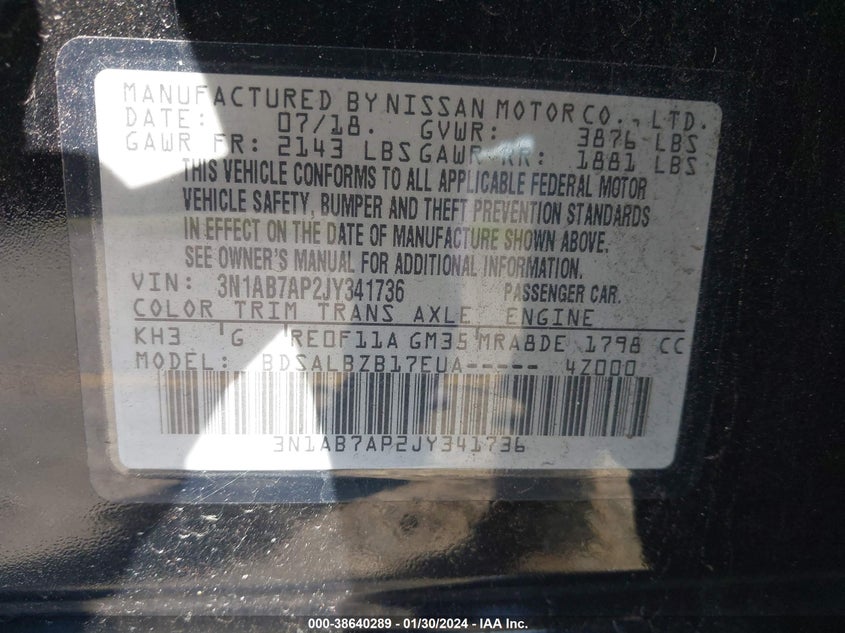 MANUFACTURED BY NISSAN MOTOR CO., LTD.
DATE: 07/18. GVWR: 3876 LBS
GAWR FR: 2143 LBS GAWR RR: 1881 LBS
THIS VEHICLE CONFORMS TO ALL APPLICABLE FEDERAL MOTOR
VEHICLE SAFETY, BUMPER AND THEFT PREVENTION STANDARDS
IN EFFECT ON THE DATE OF MANUFACTURE SHOWN ABOVE.
SEE OWNER'S MANUAL FOR ADDITIONAL INFORMATION.
VIN: 3N1AB7AP2JY341736 PASSENGER CAR.
COLOR TRIM TRANS AXLE ENGINE
KH3 G RE0F11A GM35 MRA8DE 1798 CC
MODEL: BDSALBZB17EUA----- 4Z000
3N1AB7AP2JY341736
000-38640289 - 01/30/2024 - IAA Inc.